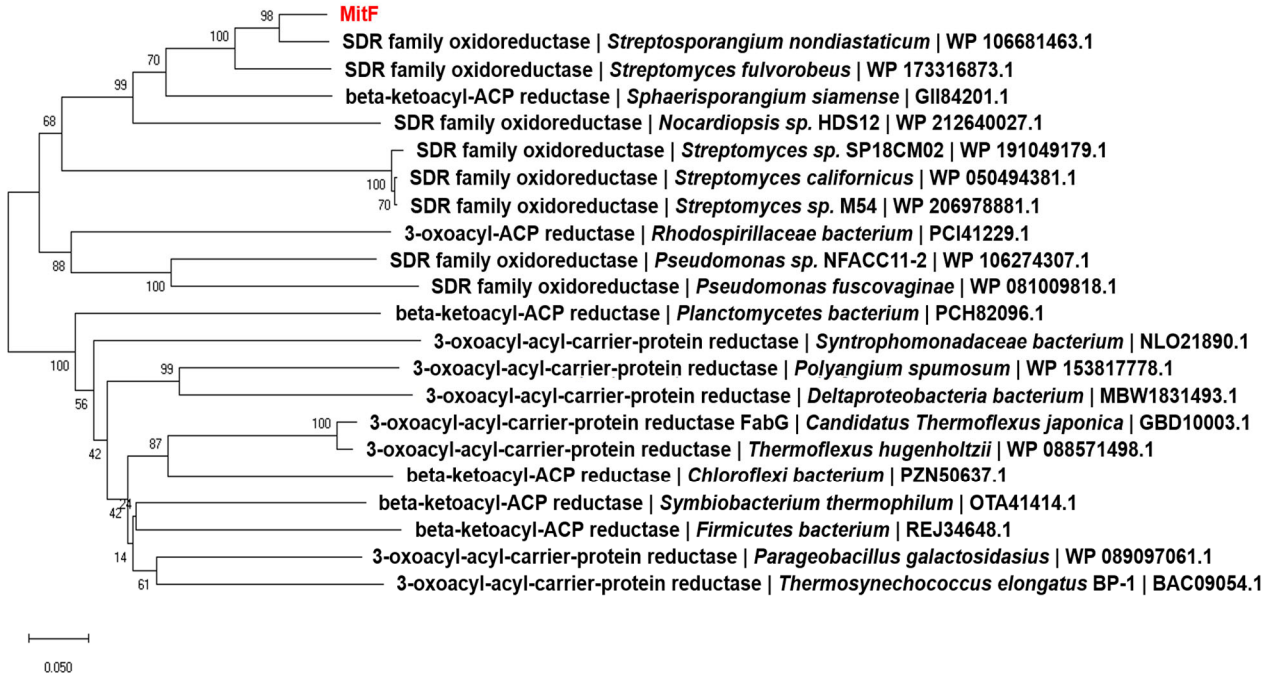 98
MitF
100
SDR family oxidoreductase | Streptosporangium nondiastaticum | WP 106681463.1
70
SDR family oxidoreductase | Streptomyces fulvorobeus | WP 173316873.1
99
beta-ketoacyl-ACP reductase | Sphaerisporangium siamense | GII84201.1
68
SDR family oxidoreductase | Nocardiopsis sp. HDS12 | WP 212640027.1
SDR family oxidoreductase | Streptomyces sp. SP18CM02 | WP 191049179.1
100
SDR family oxidoreductase | Streptomyces californicus | WP 050494381.1
70
SDR family oxidoreductase | Streptomyces sp. M54 | WP 206978881.1
3-oxoacyl-ACP reductase | Rhodospirillaceae bacterium | PCI41229.1
88
SDR family oxidoreductase | Pseudomonas sp. NFACC11-2 | WP 106274307.1
100
SDR family oxidoreductase | Pseudomonas fuscovaginae | WP 081009818.1
beta-ketoacyl-ACP reductase | Planctomycetes bacterium | PCH82096.1
100
3-oxoacyl-acyl-carrier-protein reductase | Syntrophomonadaceae bacterium | NLO21890.1
99
3-oxoacyl-acyl-carrier-protein reductase | Polyangium spumosum | WP 153817778.1
56
3-oxoacyl-acyl-carrier-protein reductase | Deltaproteobacteria bacterium | MBW1831493.1
100
3-oxoacyl-acyl-carrier-protein reductase FabG | Candidatus Thermoflexus japonica | GBD10003.1
42
87
3-oxoacyl-acyl-carrier-protein reductase | Thermoflexus hugenholtzii | WP 088571498.1
beta-ketoacyl-ACP reductase | Chloroflexi bacterium | PZN50637.1
24
beta-ketoacyl-ACP reductase | Symbiobacterium thermophilum | OTA41414.1
42
beta-ketoacyl-ACP reductase | Firmicutes bacterium | REJ34648.1
14
3-oxoacyl-acyl-carrier-protein reductase | Parageobacillus galactosidasius | WP 089097061.1
61
3-oxoacyl-acyl-carrier-protein reductase | Thermosynechococcus elongatus BP-1 | BAC09054.1
0.050